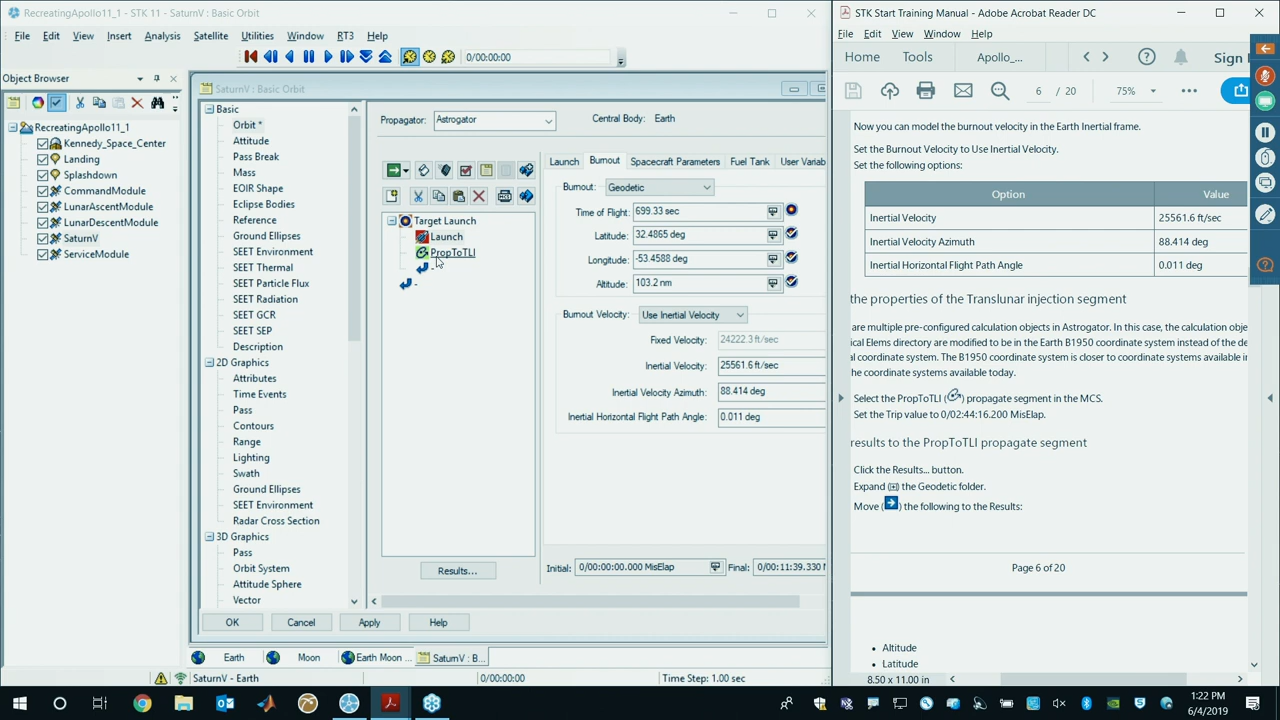 RecreatingApollo11_1 - STK 11 - SaturnV : Basic Orbit
File Edit View Insert Analysis Satellite Utilities Window RT3 Help
0/00:00:00
Object Browser
RecreatingApollo11_1
Kennedy_Space_Center
Landing
Splashdown
CommandModule
LunarAscentModule
LunarDescentModule
SaturnV
ServiceModule
SaturnV : Basic Orbit
Basic
Orbit *
Attitude
Pass Break
Mass
EOIR Shape
Eclipse Bodies
Reference
Ground Ellipses
SEET Environment
SEET Thermal
SEET Particle Flux
SEET Radiation
SEET GCR
SEET SEP
Description
2D Graphics
Attributes
Time Events
Pass
Contours
Range
Lighting
Swath
Ground Ellipses
SEET Environment
Radar Cross Section
3D Graphics
Pass
Orbit System
Attitude Sphere
Vector
Propagator: Astrogator Central Body: Earth
Target Launch
Launch
PropToTLI
-
-
Results...
Launch Burnout Spacecraft Parameters Fuel Tank User Variab
Burnout: Geodetic
Time of Flight: 699.33 sec
Latitude: 32.4865 deg
Longitude: -53.4588 deg
Altitude: 103.2 nm
Burnout Velocity: Use Inertial Velocity
Fixed Velocity: 24222.3 ft/sec
Inertial Velocity: 25561.6 ft/sec
Inertial Velocity Azimuth: 88.414 deg
Inertial Horizontal Flight Path Angle: 0.011 deg
Initial: 0/00:00:00.000 MisElap Final: 0/00:11:39.330 M
OK Cancel Apply Help
Earth Moon Earth Moon ... SaturnV : B...
SaturnV - Earth 0/00:00:00 Time Step: 1.00 sec
STK Start Training Manual - Adobe Acrobat Reader DC
File Edit View Window Help
Home Tools Apollo_... Sign
6 / 20 75%
Now you can model the burnout velocity in the Earth Inertial frame.
Set the Burnout Velocity to Use Inertial Velocity.
Set the following options:
Option Value
Inertial Velocity 25561.6 ft/sec
Inertial Velocity Azimuth 88.414 deg
Inertial Horizontal Flight Path Angle 0.011 deg
the properties of the Translunar injection segment
are multiple pre-configured calculation objects in Astrogator. In this case, the calculation obje
ical Elems directory are modified to be in the Earth B1950 coordinate system instead of the de
l coordinate system. The B1950 coordinate system is closer to coordinate systems available i
he coordinate systems available today.
Select the PropToTLI ( ) propagate segment in the MCS.
Set the Trip value to 0/02:44:16.200 MisElap.
results to the PropToTLI propagate segment
Click the Results... button.
Expand ( ) the Geodetic folder.
Move ( ) the following to the Results:
Page 6 of 20
• Altitude
• Latitude
8.50 x 11.00 in
1:22 PM
6/4/2019